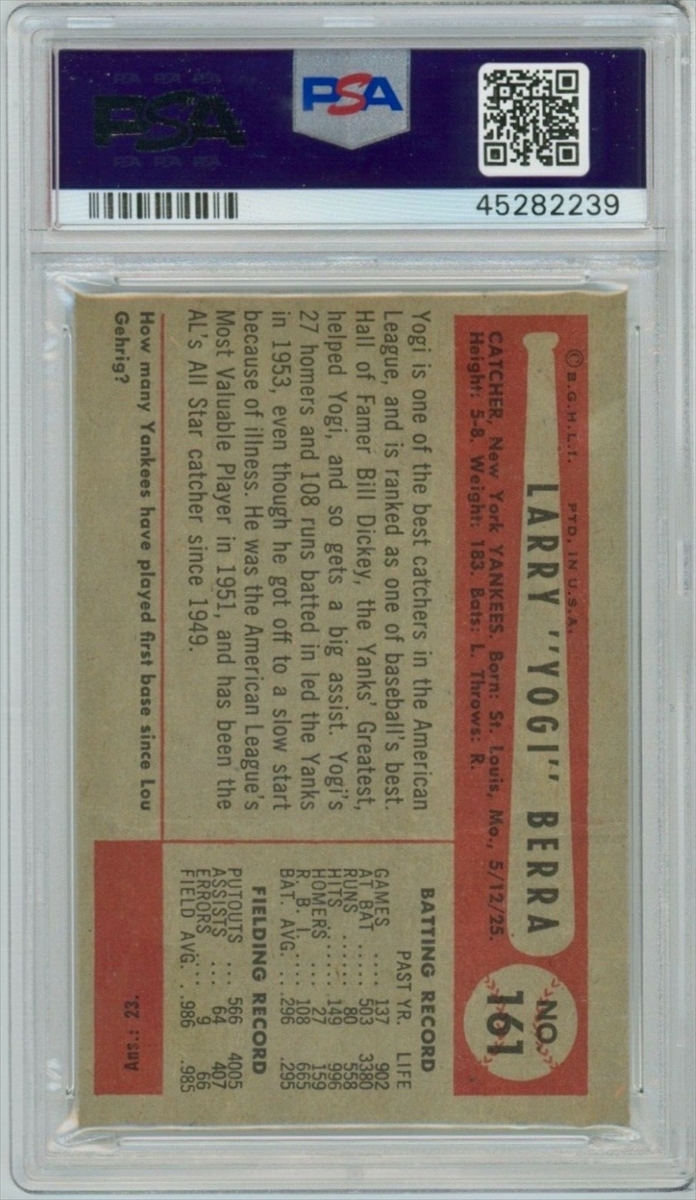 PSA
PSA PSA PSA
PSA
PSA PSA PSA
45282239
© B.G.H.L.I. PTD. IN U.S.A.
LARRY "YOGI" BERRA
NO.
161
CATCHER, New York YANKEES. Born: St. Louis, Mo., 5/12/25.
Height: 5-8. Weight: 183. Bats: L. Throws: R.
Yogi is one of the best catchers in the American
League, and is ranked as one of baseball's best.
Hall of Famer Bill Dickey, the Yanks' Greatest,
helped Yogi, and so gets a big assist. Yogi's
27 homers and 108 runs batted in led the Yanks
in 1953, even though he got off to a slow start
because of illness. He was the American League's
Most Valuable Player in 1951, and has been the
AL's All Star catcher since 1949.
BATTING RECORD
PAST YR. LIFE
GAMES .... 137 902
AT BAT ..... 503 3380
RUNS ...... 80 558
HITS ...... 149 996
HOMERS ... 27 159
R. B. I. .... 108 665
BAT. AVG. ... .296 .295
FIELDING RECORD
PUTOUTS ... 566 4005
ASSISTS ... 64 407
ERRORS ... 9 66
FIELD AVG. . .986 .985
How many Yankees have played first base since Lou
Gehrig?
Ans.: 23.